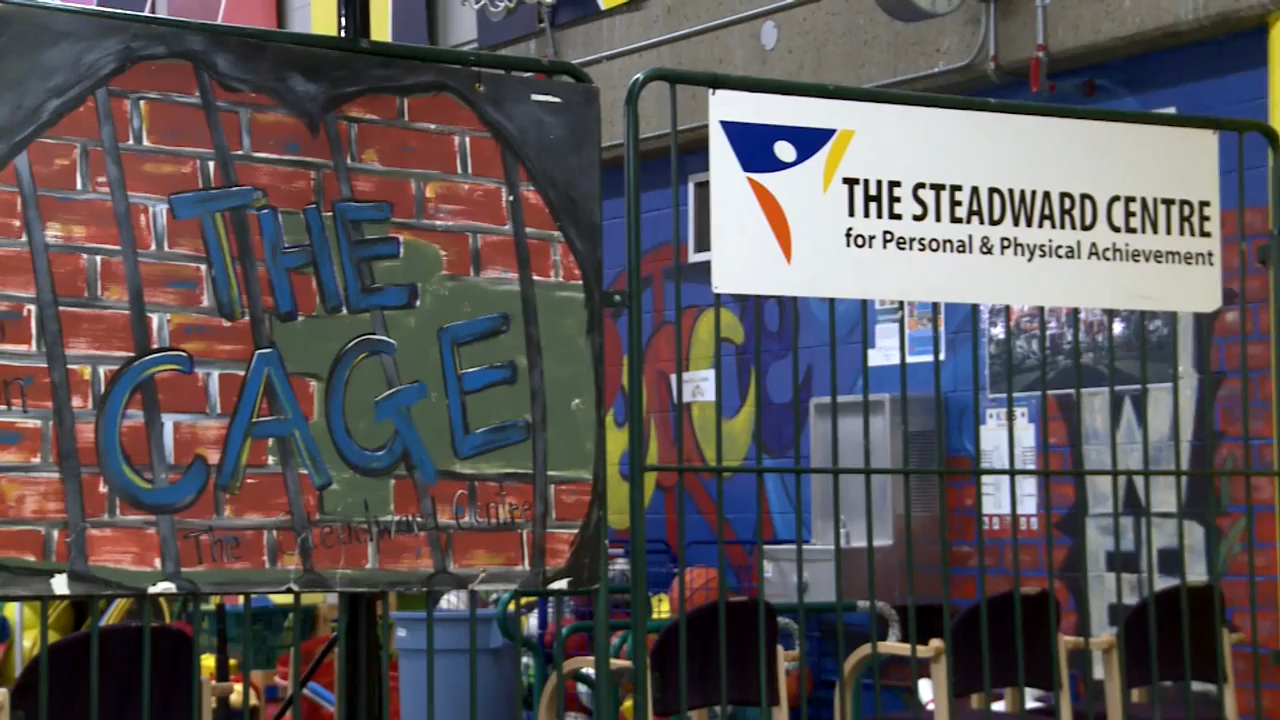 THE
CAGE
The Steadward Centre
THE STEADWARD CENTRE
for Personal & Physical Achievement